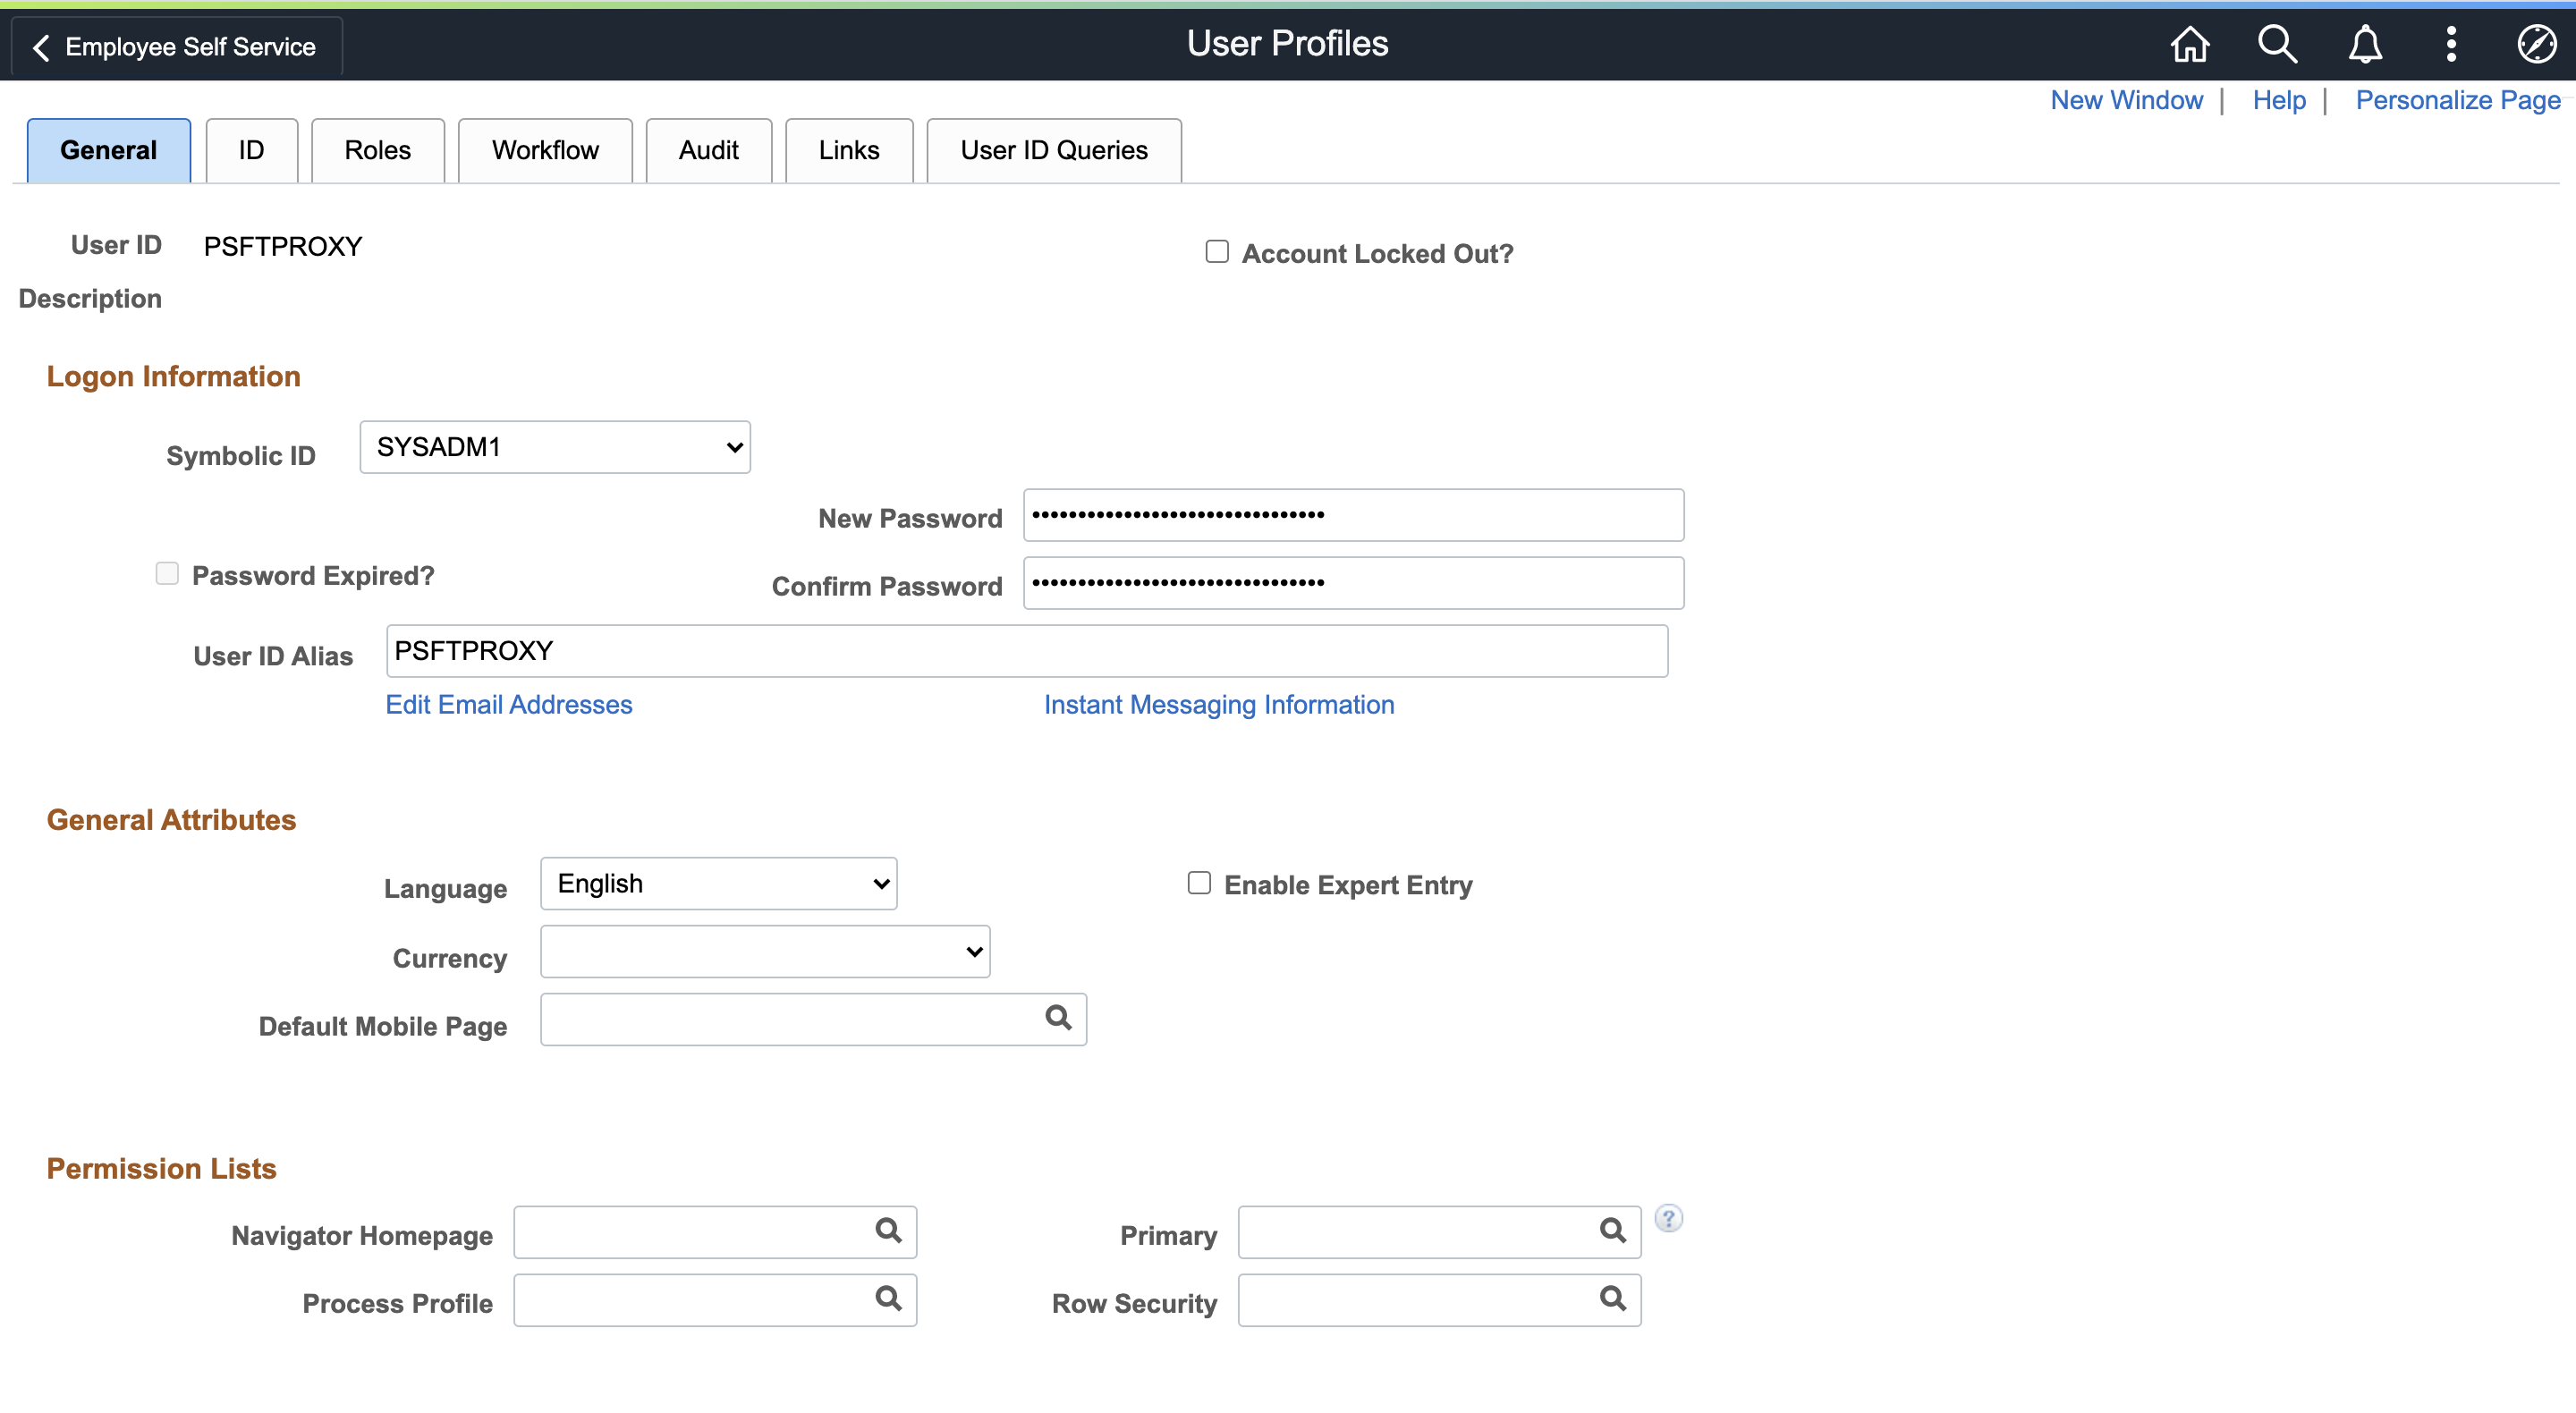 Employee Self Service
User Profiles
New Window | Help | Personalize Page
General ID Roles Workflow Audit Links User ID Queries
User ID PSFTPROXY
Account Locked Out?
Description
Logon Information
Symbolic ID SYSADM1
New Password ••••••••••••••••••••••••••••••••
Password Expired?
Confirm Password ••••••••••••••••••••••••••••••••
User ID Alias PSFTPROXY
Edit Email Addresses Instant Messaging Information
General Attributes
Language English
Enable Expert Entry
Currency
Default Mobile Page
Permission Lists
Navigator Homepage Primary ?
Process Profile Row Security